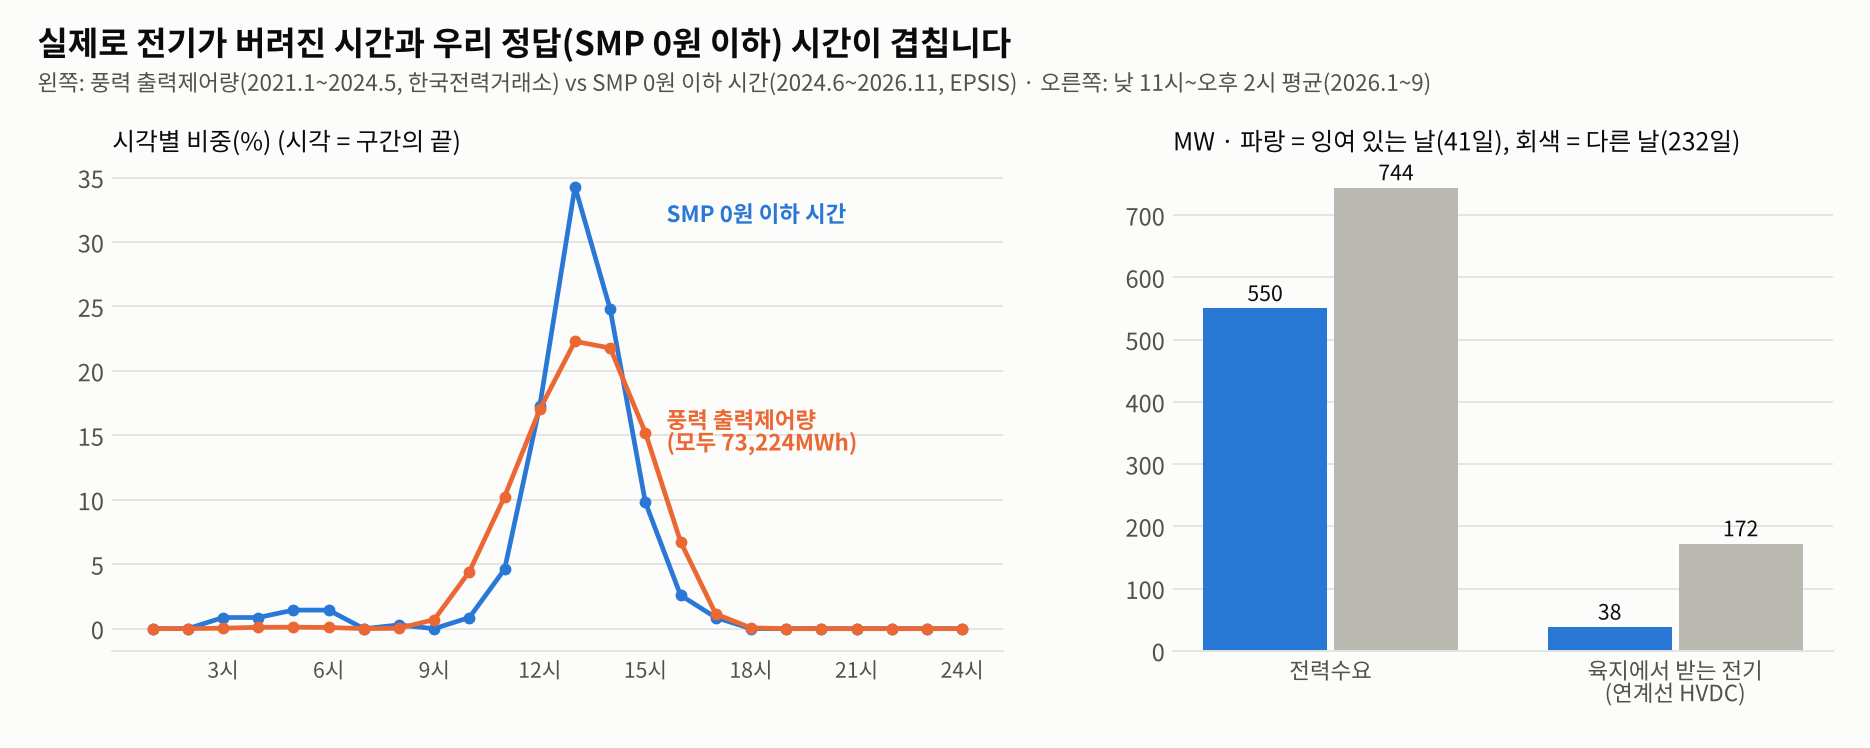 실제로 전기가 버려진 시간과 우리 정답(SMP 0원 이하) 시간이 겹칩니다
왼쪽: 풍력 출력제어량(2021.1~2024.5, 한국전력거래소) vs SMP 0원 이하 시간(2024.6~2026.11, EPSIS) · 오른쪽: 낮 11시~오후 2시 평균(2026.1~9)
시각별 비중(%) (시각 = 구간의 끝)
35
30
25
20
15
10
5
0
SMP 0원 이하 시간
풍력 출력제어량
(모두 73,224MWh)
3시 6시 9시 12시 15시 18시 21시 24시
MW · 파랑 = 잉여 있는 날(41일), 회색 = 다른 날(232일)
700
600
500
400
300
200
100
0
550
744
38
172
전력수요
육지에서 받는 전기
(연계선 HVDC)